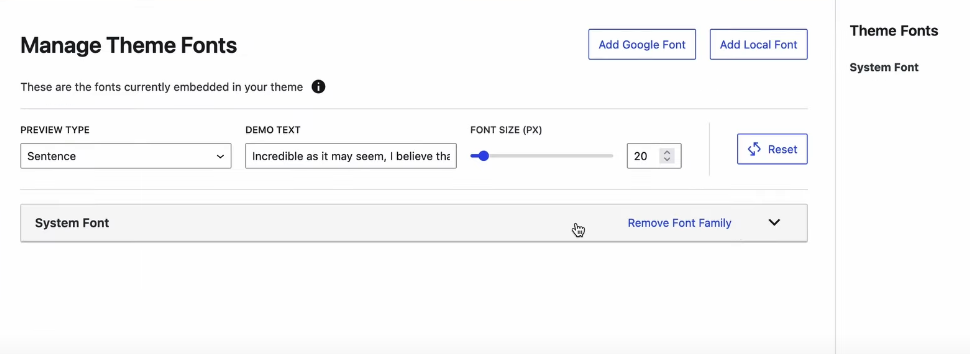 Manage Theme Fonts
Add Google Font
Add Local Font
These are the fonts currently embedded in your theme
PREVIEW TYPE
DEMO TEXT
FONT SIZE (PX)
Sentence
Incredible as it may seem, I believe tha
20
Reset
System Font
Remove Font Family
Theme Fonts
System Font